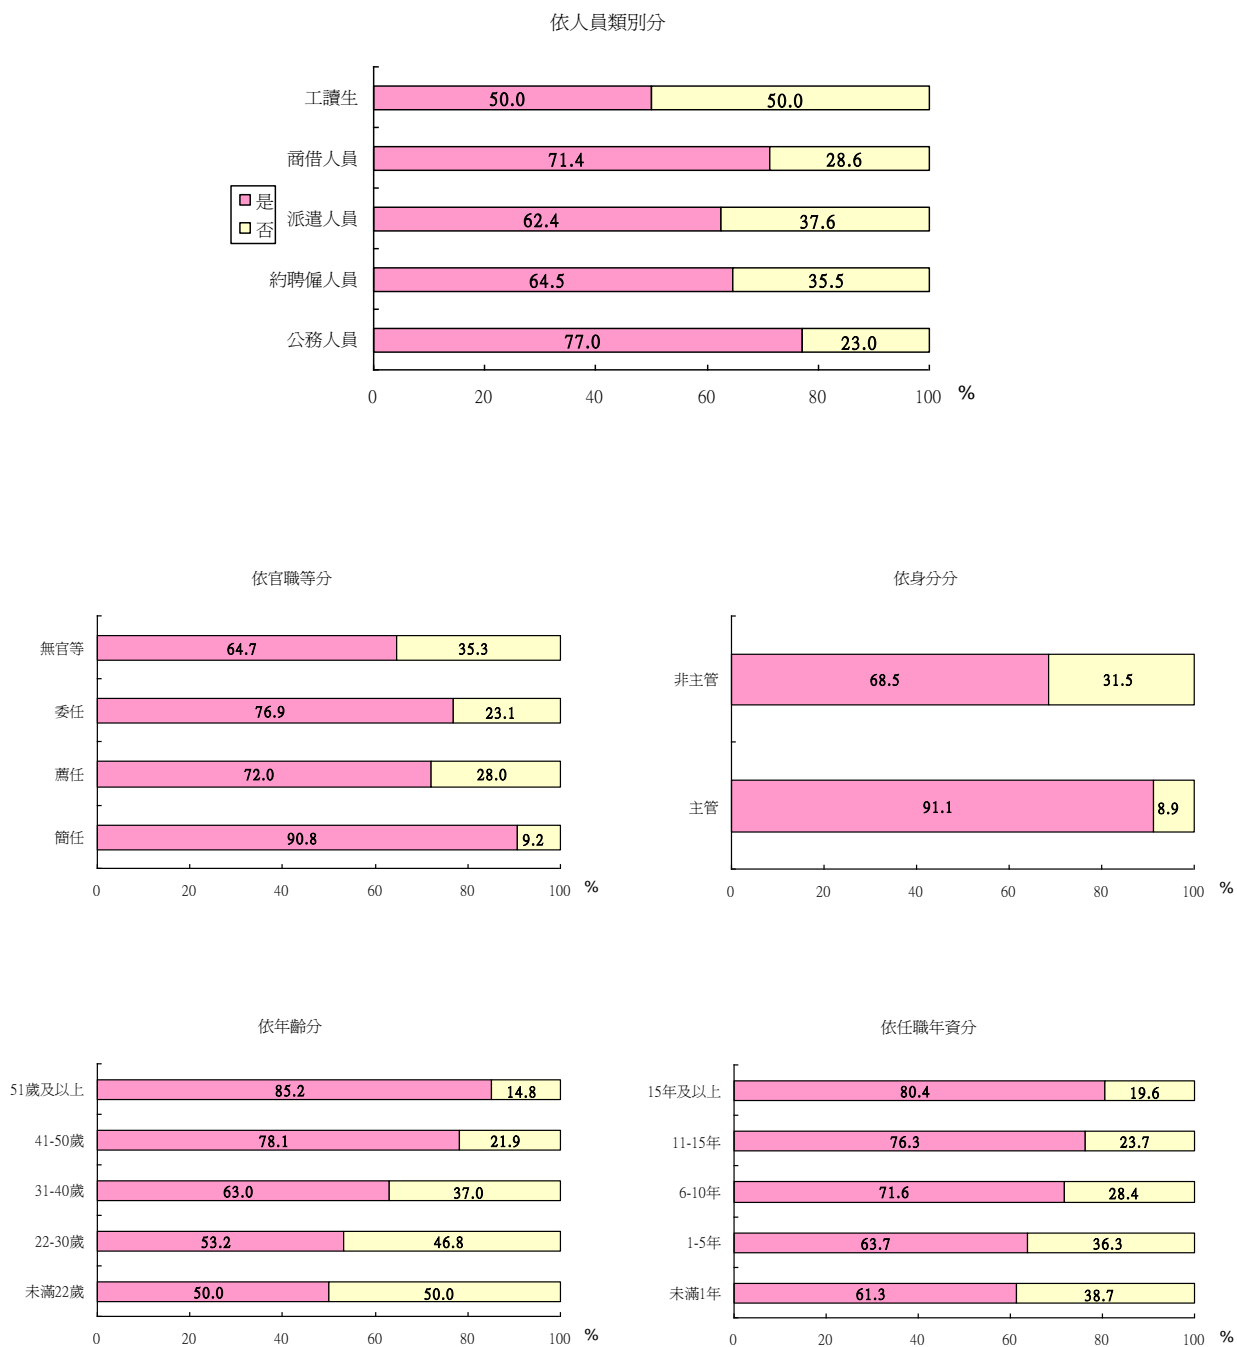 依人員類別分
工讀生 50.0 50.0
商借人員 71.4 28.6
是
否
派遣人員 62.4 37.6
約聘僱人員 64.5 35.5
公務人員 77.0 23.0
0 20 40 60 80 100 %
依官職等分
無官等 64.7 35.3
委任 76.9 23.1
薦任 72.0 28.0
簡任 90.8 9.2
0 20 40 60 80 100 %
依身分分
非主管 68.5 31.5
主管 91.1 8.9
0 20 40 60 80 100 %
依年齡分
51歲及以上 85.2 14.8
41-50歲 78.1 21.9
31-40歲 63.0 37.0
22-30歲 53.2 46.8
未滿22歲 50.0 50.0
0 20 40 60 80 100 %
依任職年資分
15年及以上 80.4 19.6
11-15年 76.3 23.7
6-10年 71.6 28.4
1-5年 63.7 36.3
未滿1年 61.3 38.7
0 20 40 60 80 100 %